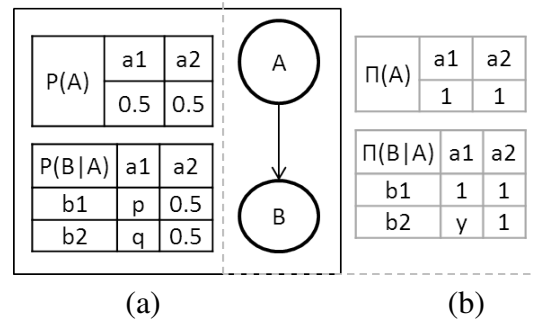 P(A) a1 a2
0.5 0.5
P(B|A) a1 a2
b1 p 0.5
b2 q 0.5
A
B
Π(A) a1 a2
1 1
Π(B|A) a1 a2
b1 1 1
b2 y 1
(a) (b)